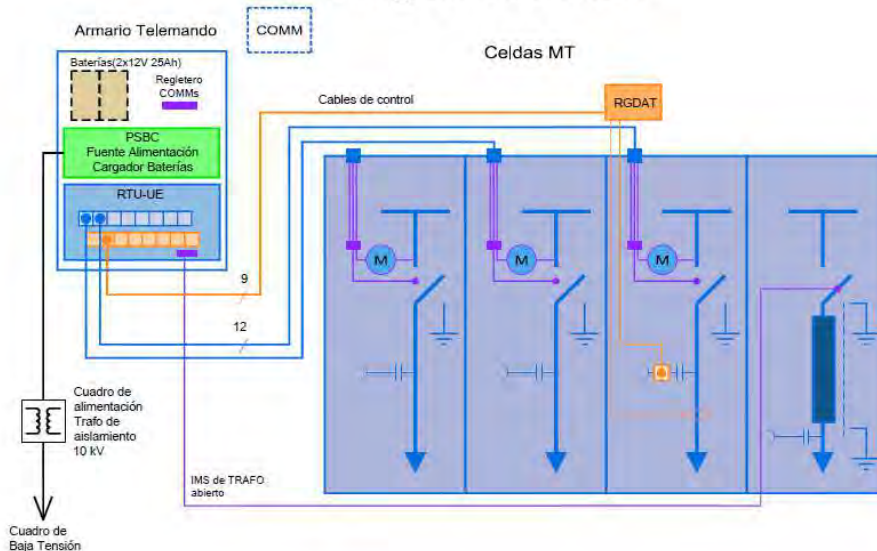 Armario Telemando
COMM
Celdas MT
Baterías(2x12V 25Ah)
Regletero
COMMs
Cables de control
RGDAT
PSBC
Fuente Alimentación
Cargador Baterías
RTU-UE
M
M
M
9
12
Cuadro de
alimentación
Trafo de
aislamiento
10 kV
IMS de TRAFO
abierto
Cuadro de
Baja Tensión